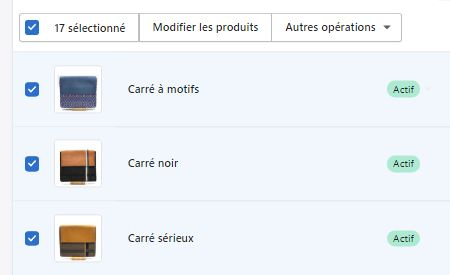 17 sélectionné Modifier les produits Autres opérations
Carré à motifs Actif
Carré noir Actif
Carré sérieux Actif